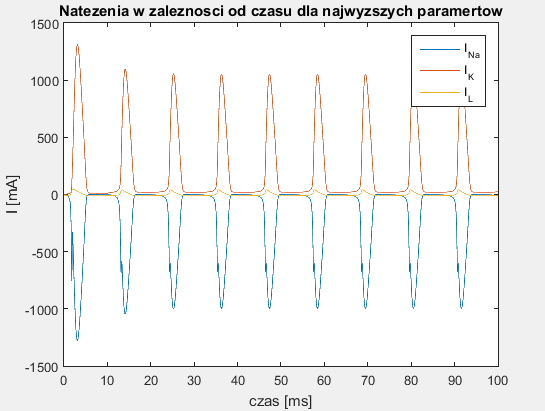 Natezenia w zaleznosci od czasu dla najwyzszych paramertow
I [mA]
1500
1000
500
0
-500
-1000
-1500
0 10 20 30 40 50 60 70 80 90 100
czas [ms]
I_Na
I_K
I_L